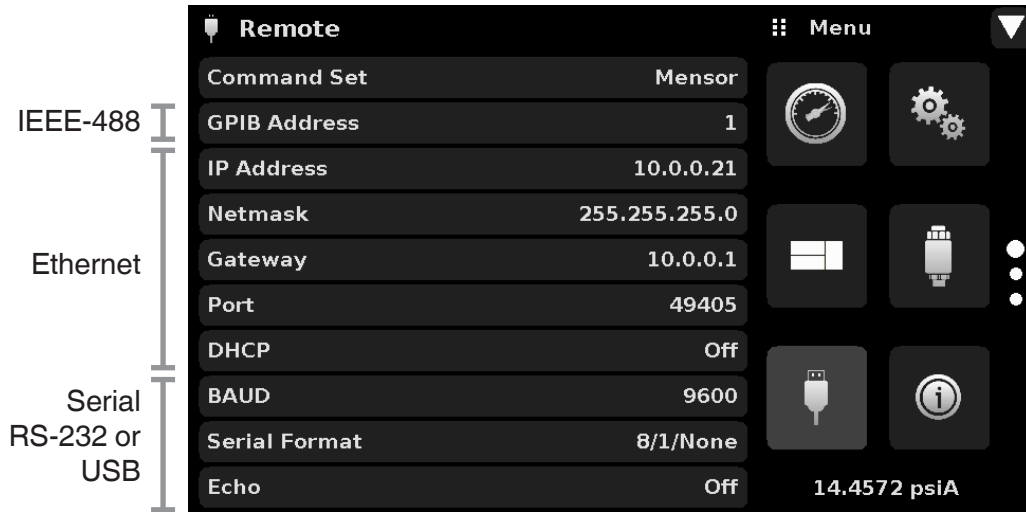 Remote
Menu
Command Set Mensor
IEEE-488
GPIB Address 1
IP Address 10.0.0.21
Netmask 255.255.255.0
Ethernet
Gateway 10.0.0.1
Port 49405
DHCP Off
Serial
RS-232 or
USB
BAUD 9600
Serial Format 8/1/None
Echo Off
14.4572 psiA